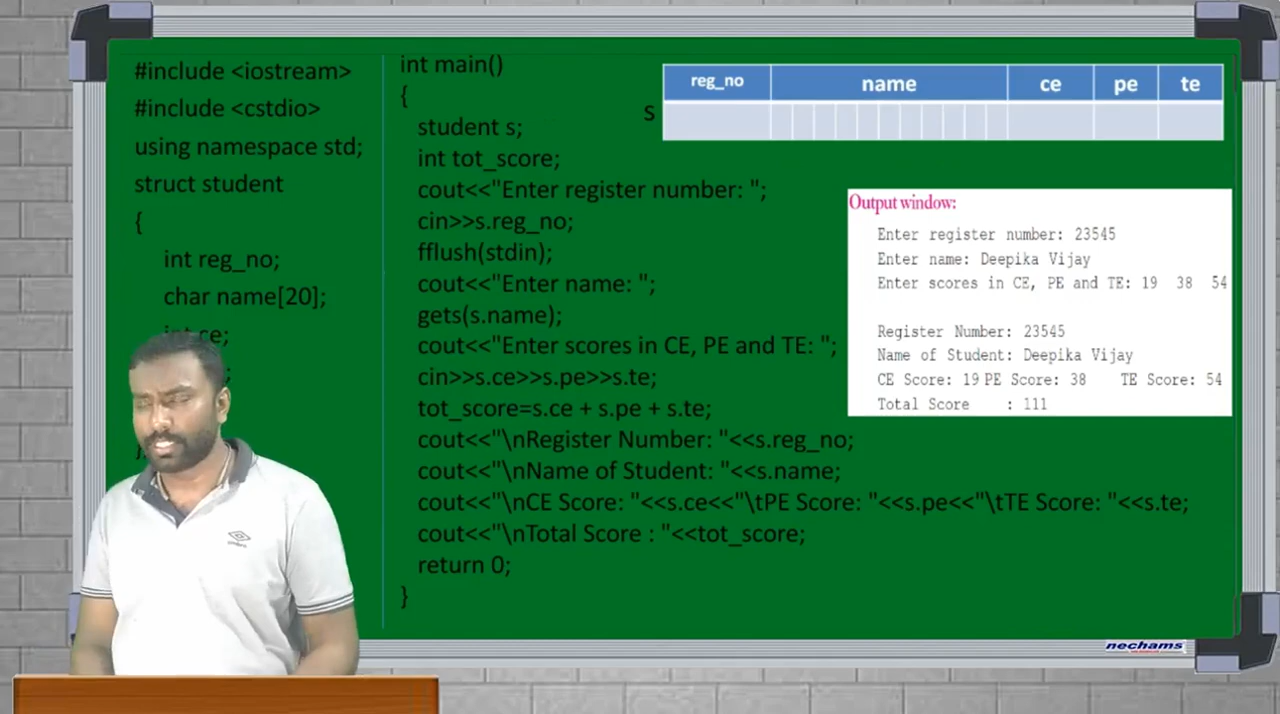 #include <iostream>
#include <cstdio>
using namespace std;
struct student
{
int reg_no;
char name[20];
int ce;
int main()
{
student s;
int tot_score;
cout<<"Enter register number: ";
cin>>s.reg_no;
fflush(stdin);
cout<<"Enter name: ";
gets(s.name);
cout<<"Enter scores in CE, PE and TE: ";
cin>>s.ce>>s.pe>>s.te;
tot_score=s.ce + s.pe + s.te;
cout<<"\nRegister Number: "<<s.reg_no;
cout<<"\nName of Student: "<<s.name;
cout<<"\nCE Score: "<<s.ce<<"\tPE Score: "<<s.pe<<"\tTE Score: "<<s.te;
cout<<"\nTotal Score : "<<tot_score;
return 0;
}
reg_no name ce pe te
s
Output window:
Enter register number: 23545
Enter name: Deepika Vijay
Enter scores in CE, PE and TE: 19 38 54
Register Number: 23545
Name of Student: Deepika Vijay
CE Score: 19 PE Score: 38 TE Score: 54
Total Score : 111
nechams